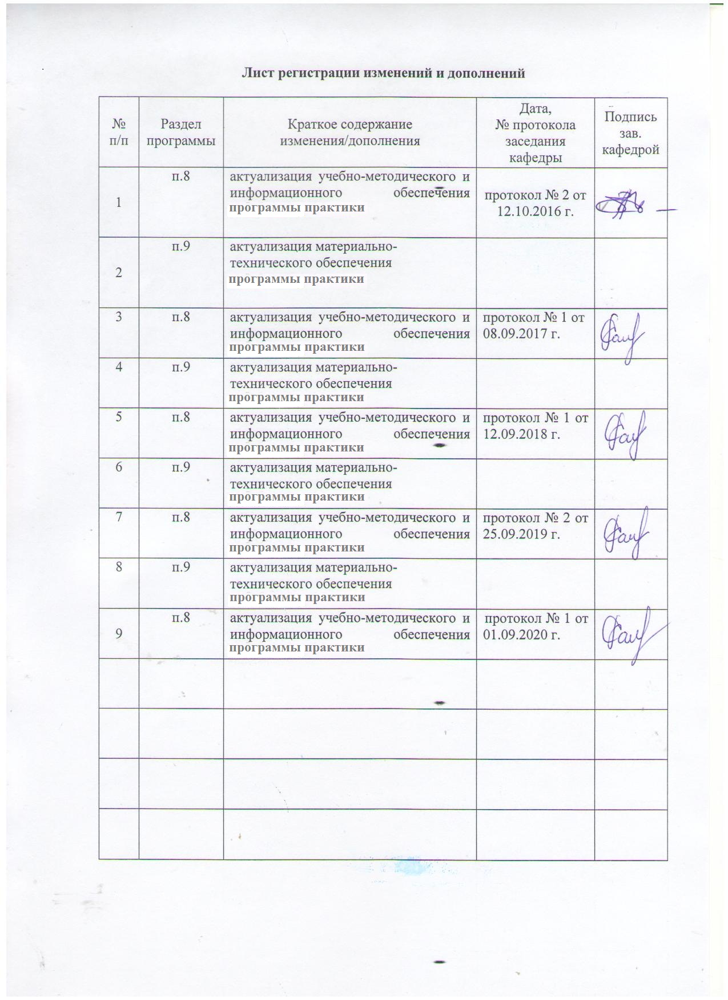 Лист регистрации изменений и дополнений
№
п/п
Раздел
программы
Краткое содержание
изменения/дополнения
Дата,
№ протокола
заседания
кафедры
Подпись
зав.
кафедрой
1
п.8
актуализация учебно-методического и
информационного обеспечения
программы практики
протокол № 2 от
12.10.2016 г.
2
п.9
актуализация материально-
технического обеспечения
программы практики
3
п.8
актуализация учебно-методического и
информационного обеспечения
программы практики
протокол № 1 от
08.09.2017 г.
4
п.9
актуализация материально-
технического обеспечения
программы практики
5
п.8
актуализация учебно-методического и
информационного обеспечения
программы практики
протокол № 1 от
12.09.2018 г.
6
п.9
актуализация материально-
технического обеспечения
программы практики
7
п.8
актуализация учебно-методического и
информационного обеспечения
программы практики
протокол № 2 от
25.09.2019 г.
8
п.9
актуализация материально-
технического обеспечения
программы практики
9
п.8
актуализация учебно-методического и
информационного обеспечения
программы практики
протокол № 1 от
01.09.2020 г.